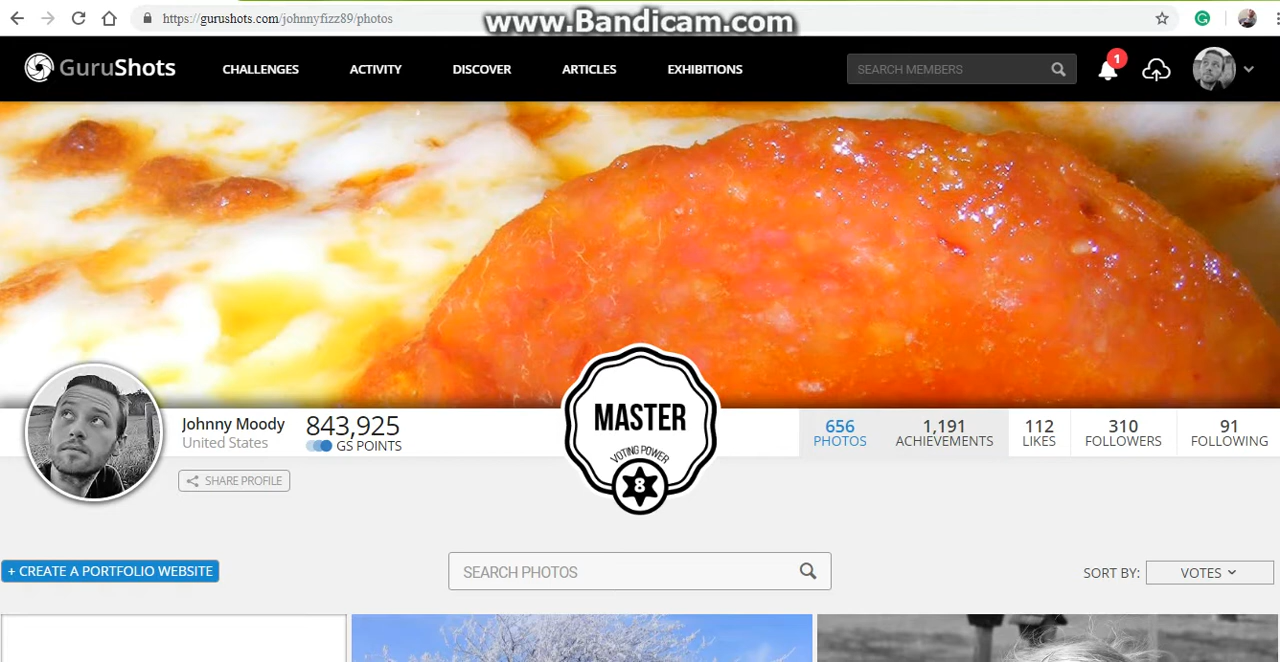 https://gurushots.com/johnnyfizz89/photos
www.Bandicam.com
GuruShots
CHALLENGES
ACTIVITY
DISCOVER
ARTICLES
EXHIBITIONS
SEARCH MEMBERS
1
Johnny Moody
United States
843,925
GS POINTS
SHARE PROFILE
MASTER
VOTING POWER
8
656
PHOTOS
1,191
ACHIEVEMENTS
112
LIKES
310
FOLLOWERS
91
FOLLOWING
+ CREATE A PORTFOLIO WEBSITE
SEARCH PHOTOS
SORT BY:
VOTES